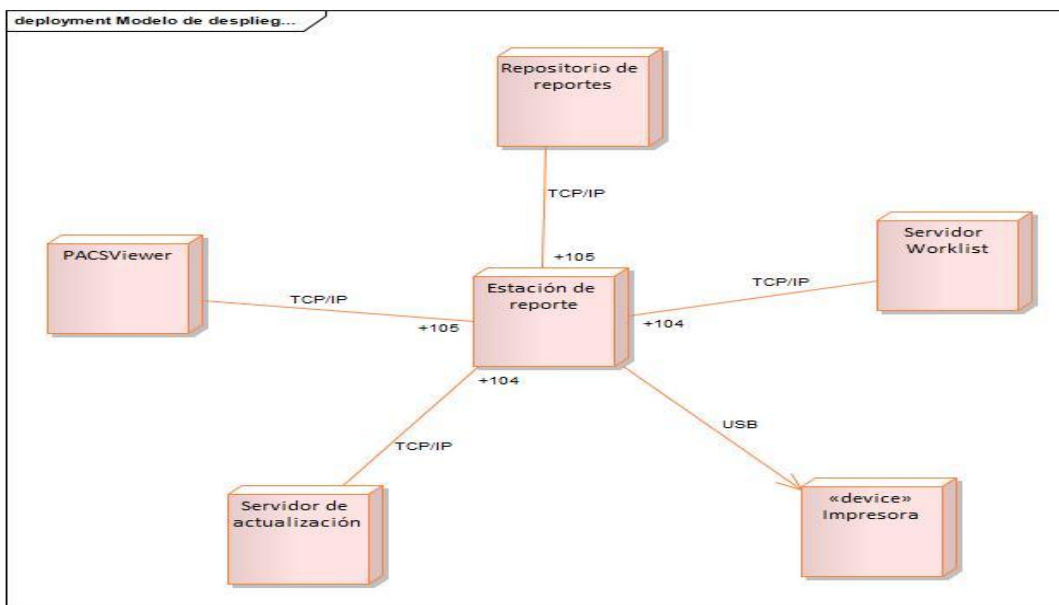 deployment Modelo de desplieg...
Repositorio de
reportes
TCP/IP
+105
PACSViewer
TCP/IP
+105
Estación de
reporte
Servidor
Worklist
TCP/IP
+104
+104
TCP/IP
USB
Servidor de
actualización
«device»
Impresora